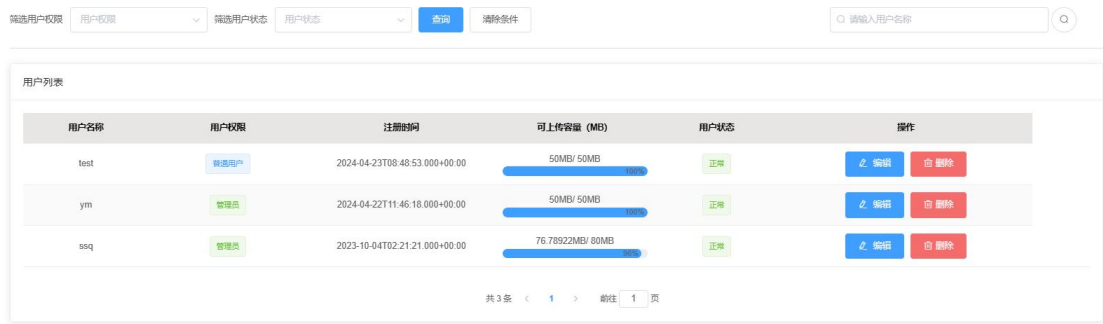 筛选用户权限 用户权限 筛选用户状态 用户状态 查询 清除条件 请输入用户名称
用户列表
用户名称 用户权限 注册时间 可上传容量 (MB) 用户状态 操作
test 普通用户 2024-04-23T08:48:53.000+00:00 50MB/ 50MB 100% 正常 编辑 删除
ym 管理员 2024-04-22T11:46:18.000+00:00 50MB/ 50MB 100% 正常 编辑 删除
ssq 管理员 2023-10-04T02:21:21.000+00:00 76.78922MB/ 80MB 96% 正常 编辑 删除
共 3 条 1 前往 1 页